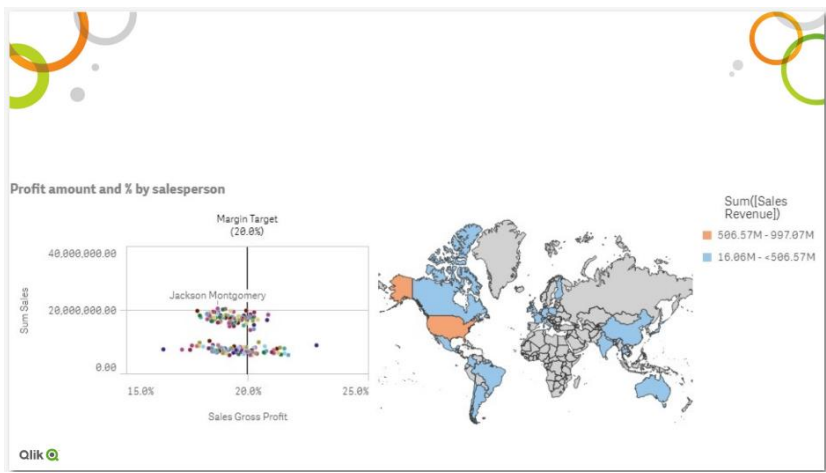 Profit amount and % by salesperson
Margin Target
(20.0%)
40,000,000.00
Jackson Montgomery
20,000,000.00
0.00
Sum Sales
15.0%
20.0%
25.0%
Sales Gross Profit
Sum([Sales
Revenue])
506.57M - 997.07M
16.06M - <506.57M
Qlik